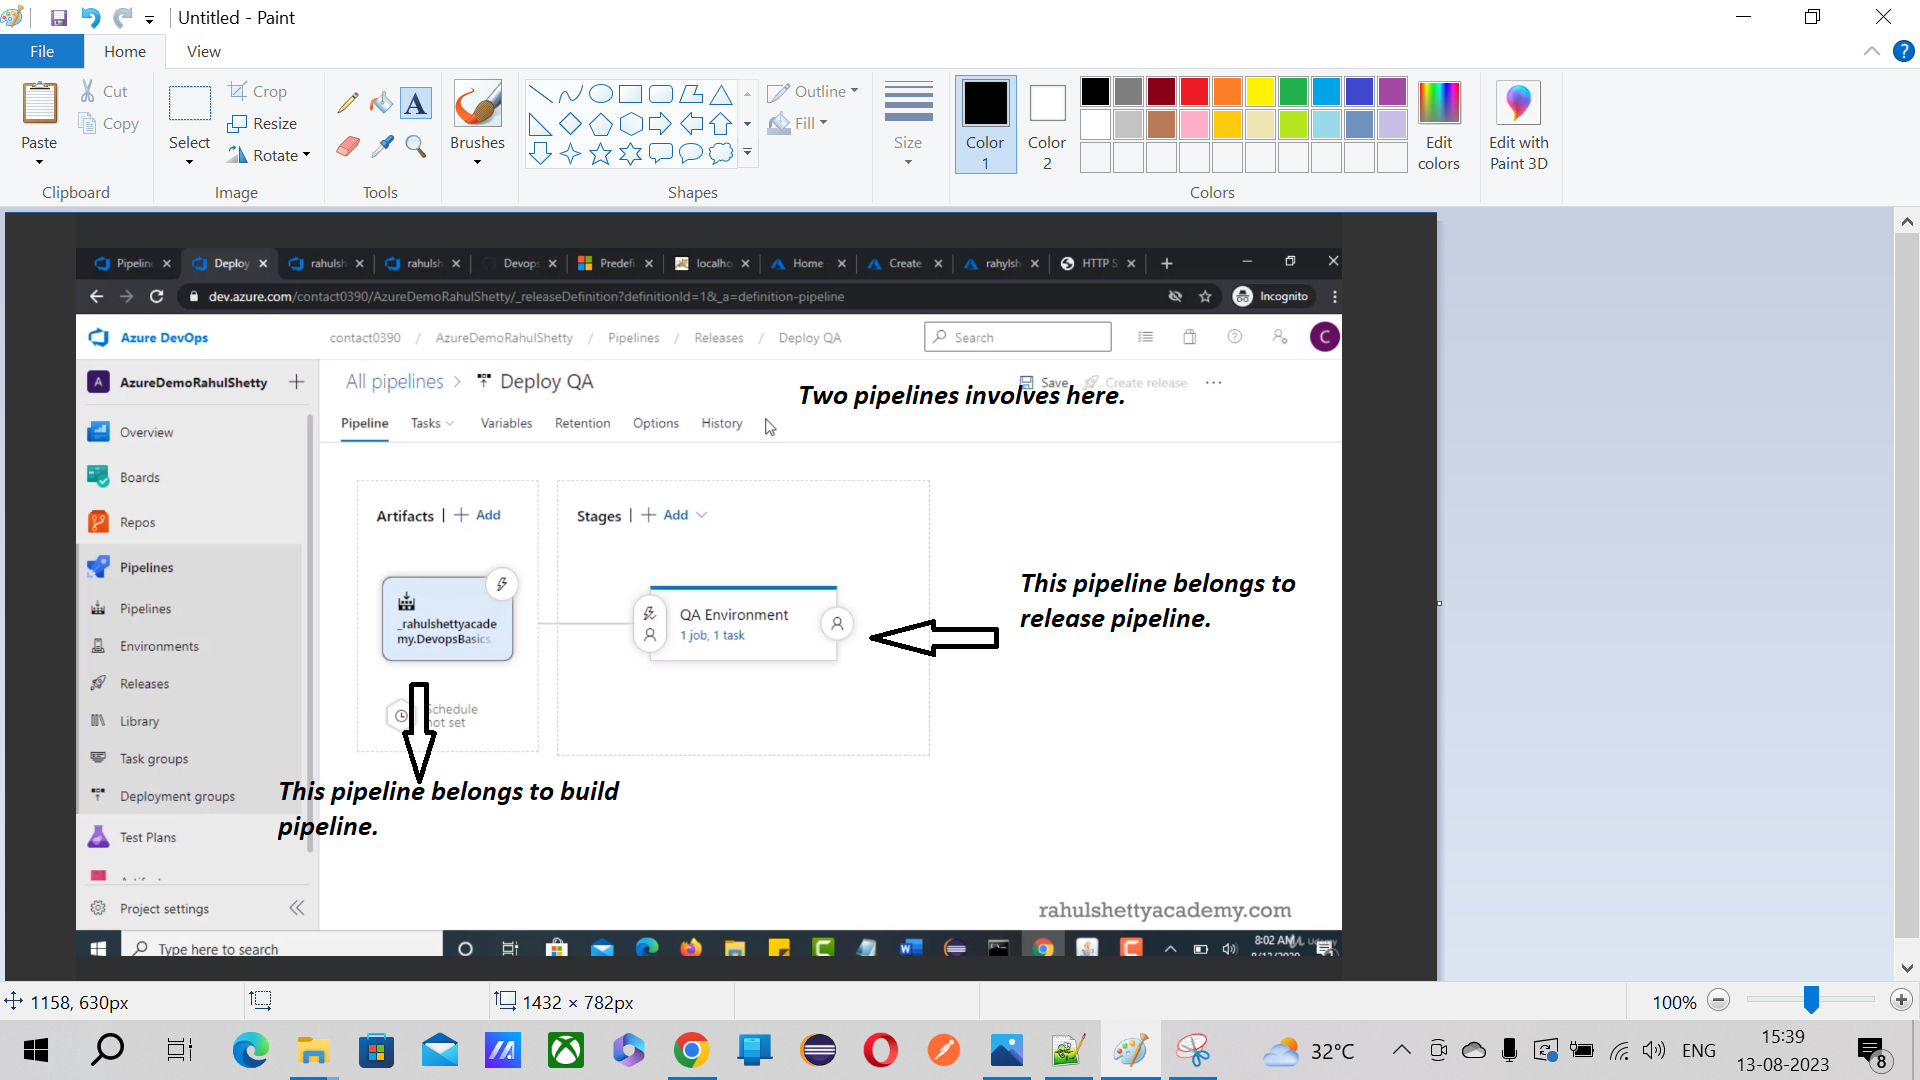 Untitled - Paint
File
Home
View
Paste
Cut
Copy
Clipboard
Select
Crop
Resize
Rotate
Image
A
Tools
Brushes
Shapes
Outline
Fill
Size
Color
1
Color
2
Edit
colors
Edit with
Paint 3D
Colors
Pipelin
Deploy
rahulsh
rahulsh
Devops
Predefi
localho
Home
Create
rahylsh
HTTP S
dev.azure.com/contact0390/AzureDemoRahulShetty/_releaseDefinition?definitionId=1&_a=definition-pipeline
Incognito
Azure DevOps
contact0390 / AzureDemoRahulShetty / Pipelines / Releases / Deploy QA
Search
C
A AzureDemoRahulShetty
All pipelines > Deploy QA
Save
Create release
Two pipelines involves here.
Pipeline Tasks Variables Retention Options History
Overview
Boards
Repos
Pipelines
Pipelines
Environments
Releases
Library
Task groups
Deployment groups
Test Plans
Project settings
Artifacts | + Add
Stages | + Add
_rahulshettyacade
my.DevopsBasics
QA Environment
1 job, 1 task
This pipeline belongs to
release pipeline.
Schedule
not set
This pipeline belongs to build
pipeline.
rahulshettyacademy.com
Type here to search
8:02 AM
1158, 630px
1432 × 782px
100%
32°C
ENG
15:39
13-08-2023
8